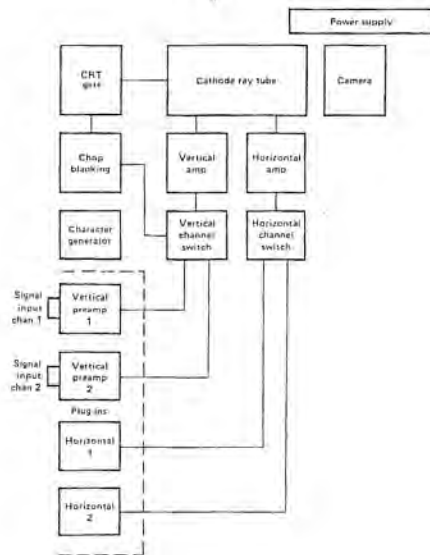 Power supply
CRT
gate
Cathode ray tube
Camera
Chop
blanking
Vertical
amp
Horizontal
amp
Character
generator
Vertical
channel
switch
Horizontal
channel
switch
Signal
input
chan 1
Vertical
preamp
1
Signal
input
chan 2
Vertical
preamp
2
Plug-ins
Horizontal
1
Horizontal
2